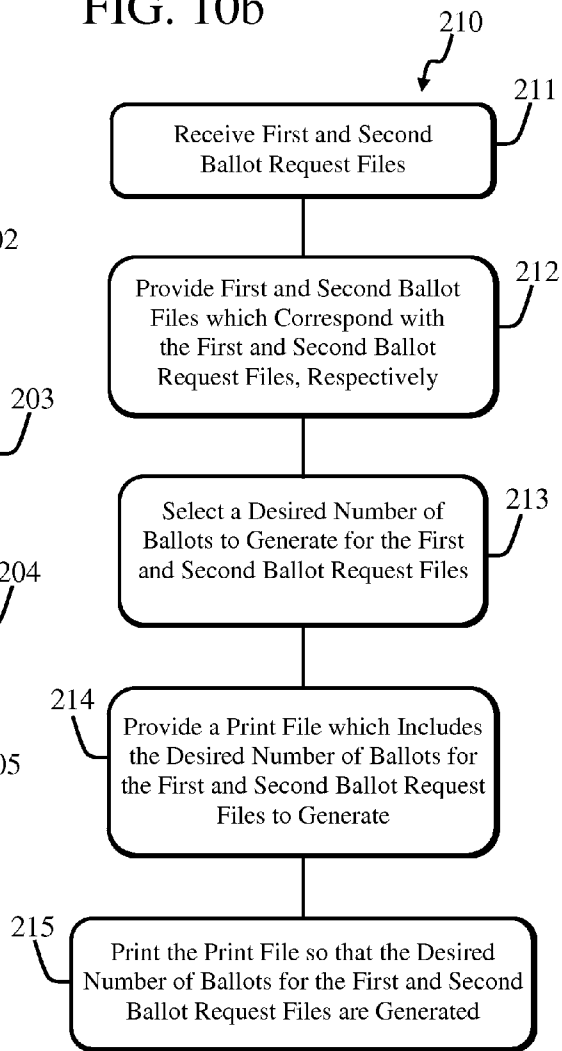 FIG. 10b
210
211
Receive First and Second
Ballot Request Files
212
Provide First and Second Ballot
Files which Correspond with
the First and Second Ballot
Request Files, Respectively
203
213
Select a Desired Number of
Ballots to Generate for the First
and Second Ballot Request Files
204
214
Provide a Print File which Includes
the Desired Number of Ballots for
the First and Second Ballot Request
Files to Generate
215
Print the Print File so that the Desired
Number of Ballots for the First and Second
Ballot Request Files are Generated